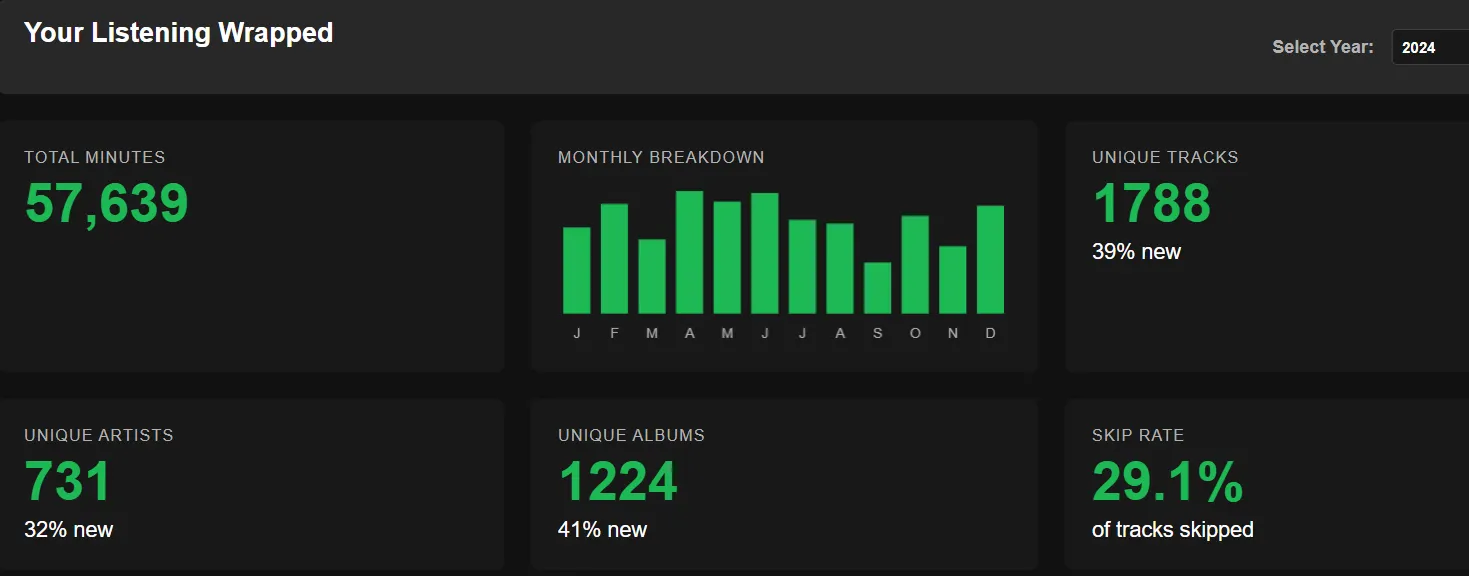 Your Listening Wrapped
Select Year: 2024
TOTAL MINUTES
57,639
MONTHLY BREAKDOWN
J F M A M J J A S O N D
UNIQUE TRACKS
1788
39% new
UNIQUE ARTISTS
731
32% new
UNIQUE ALBUMS
1224
41% new
SKIP RATE
29.1%
of tracks skipped